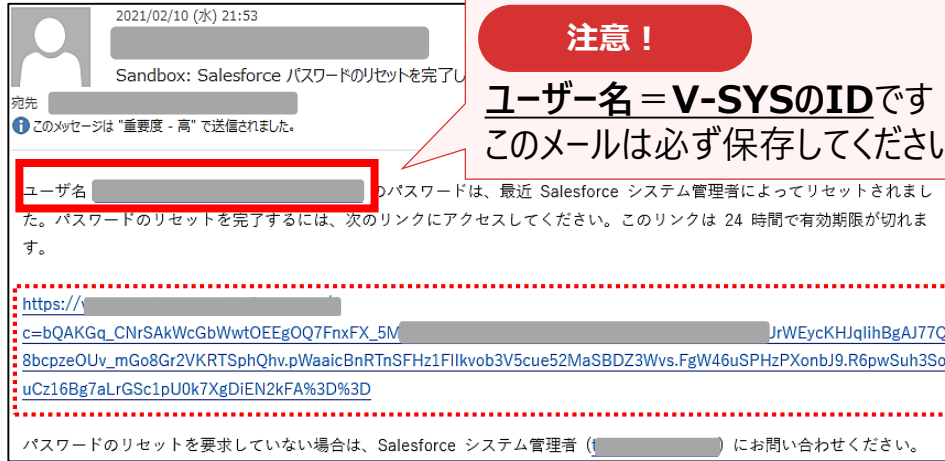 2021/02/10 (水) 21:53
Sandbox: Salesforce パスワードのリセットを完了し
宛先
このメッセージは "重要度 - 高" で送信されました。
注意！
ユーザー名＝V-SYSのIDです
このメールは必ず保存してくださ
ユーザ名 のパスワードは、最近 Salesforce システム管理者によってリセットされまし
た。パスワードのリセットを完了するには、次のリンクにアクセスしてください。このリンクは 24 時間で有効期限が切れま
す。
https://
c=bQAKGq_CNrSAkWcGbWwtOEEgOQ7FnxFX_5M JrWEycKHJqlihBgAJ77Q
8bcpzeOUv_mGo8Gr2VKRTSphQhv.pWaaicBnRTnSFHz1FIlkvob3V5cue52MaSBDZ3Wvs.FgW46uSPHzPXonbJ9.R6pwSuh3So
uCz16Bg7aLrGSc1pU0k7XgDiEN2kFA%3D%3D
パスワードのリセットを要求していない場合は、Salesforce システム管理者 ( ) にお問い合わせください。